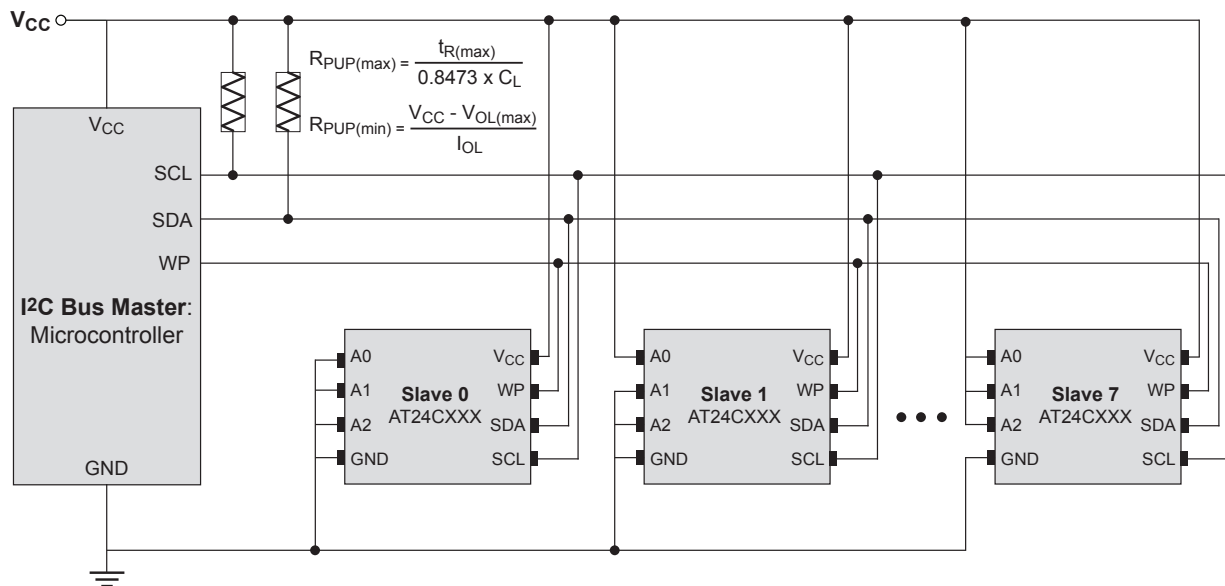 VCC
RPUP(max) = tR(max)
0.8473 x CL
RPUP(min) = VCC - VOL(max)
IOL
VCC
SCL
SDA
WP
I2C Bus Master:
Microcontroller
GND
A0
A1
A2
GND
Slave 0
AT24CXXX
VCC
WP
SDA
SCL
A0
A1
A2
GND
Slave 1
AT24CXXX
VCC
WP
SDA
SCL
A0
A1
A2
GND
Slave 7
AT24CXXX
VCC
WP
SDA
SCL